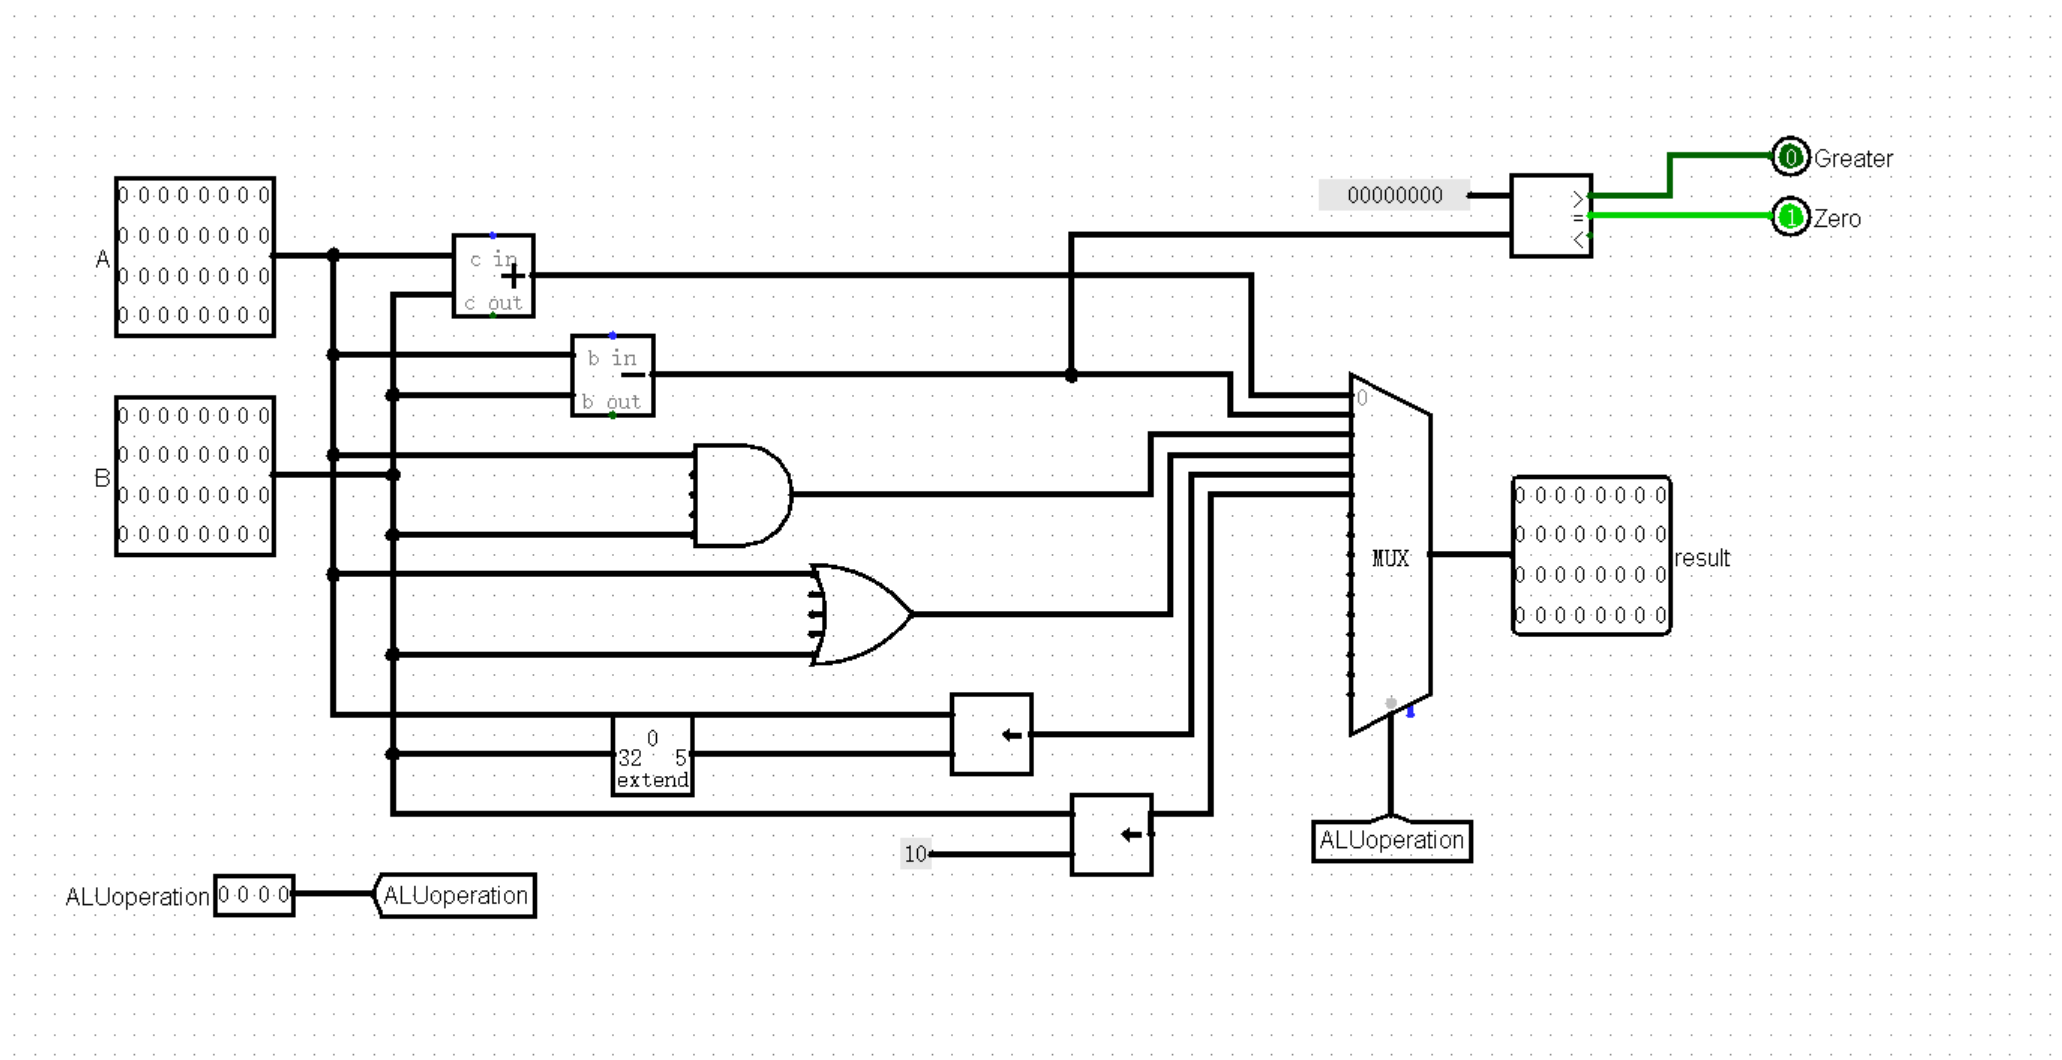 A
0 0 0 0 0 0 0 0
0 0 0 0 0 0 0 0
0 0 0 0 0 0 0 0
0 0 0 0 0 0 0 0
B
0 0 0 0 0 0 0 0
0 0 0 0 0 0 0 0
0 0 0 0 0 0 0 0
0 0 0 0 0 0 0 0
c in
+
c out
b in
−
b out
0
32 5
extend
10
00000000
>
=
<
0 Greater
1 Zero
0
MUX
0 0 0 0 0 0 0 0
0 0 0 0 0 0 0 0
0 0 0 0 0 0 0 0
0 0 0 0 0 0 0 0
result
ALUoperation
ALUoperation 0 0 0 0 ALUoperation